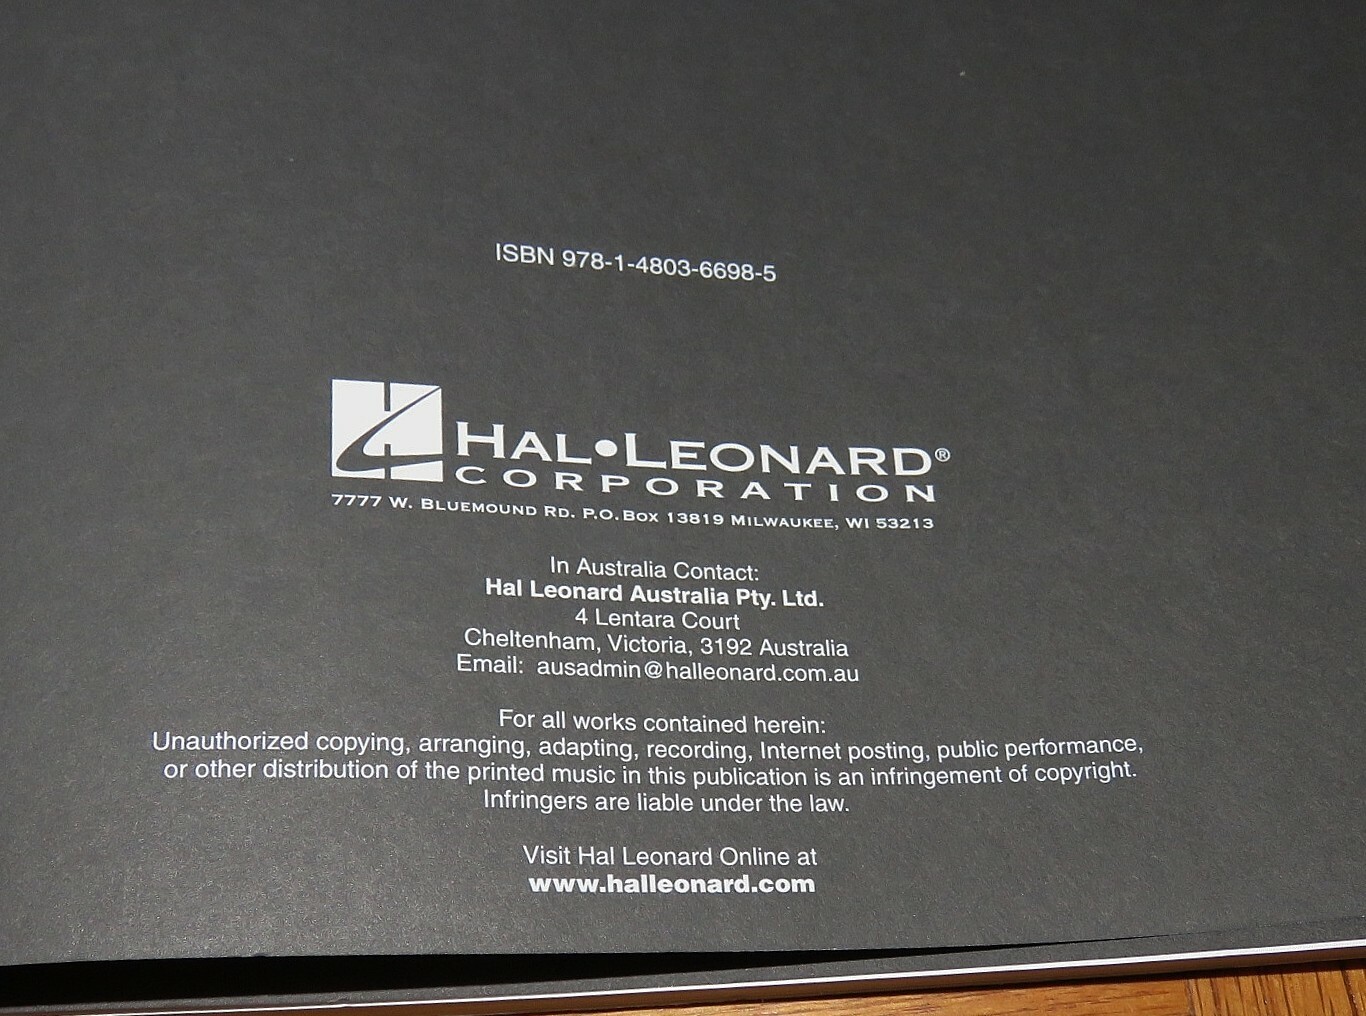 ISBN 978-1-4803-6698-5
HAL•LEONARD®
CORPORATION
7777 W. BLUEMOUND RD. P.O. BOX 13819 MILWAUKEE, WI 53213
In Australia Contact:
Hal Leonard Australia Pty. Ltd.
4 Lentara Court
Cheltenham, Victoria, 3192 Australia
Email: ausadmin@halleonard.com.au
For all works contained herein:
Unauthorized copying, arranging, adapting, recording, Internet posting, public performance,
or other distribution of the printed music in this publication is an infringement of copyright.
Infringers are liable under the law.
Visit Hal Leonard Online at
www.halleonard.com